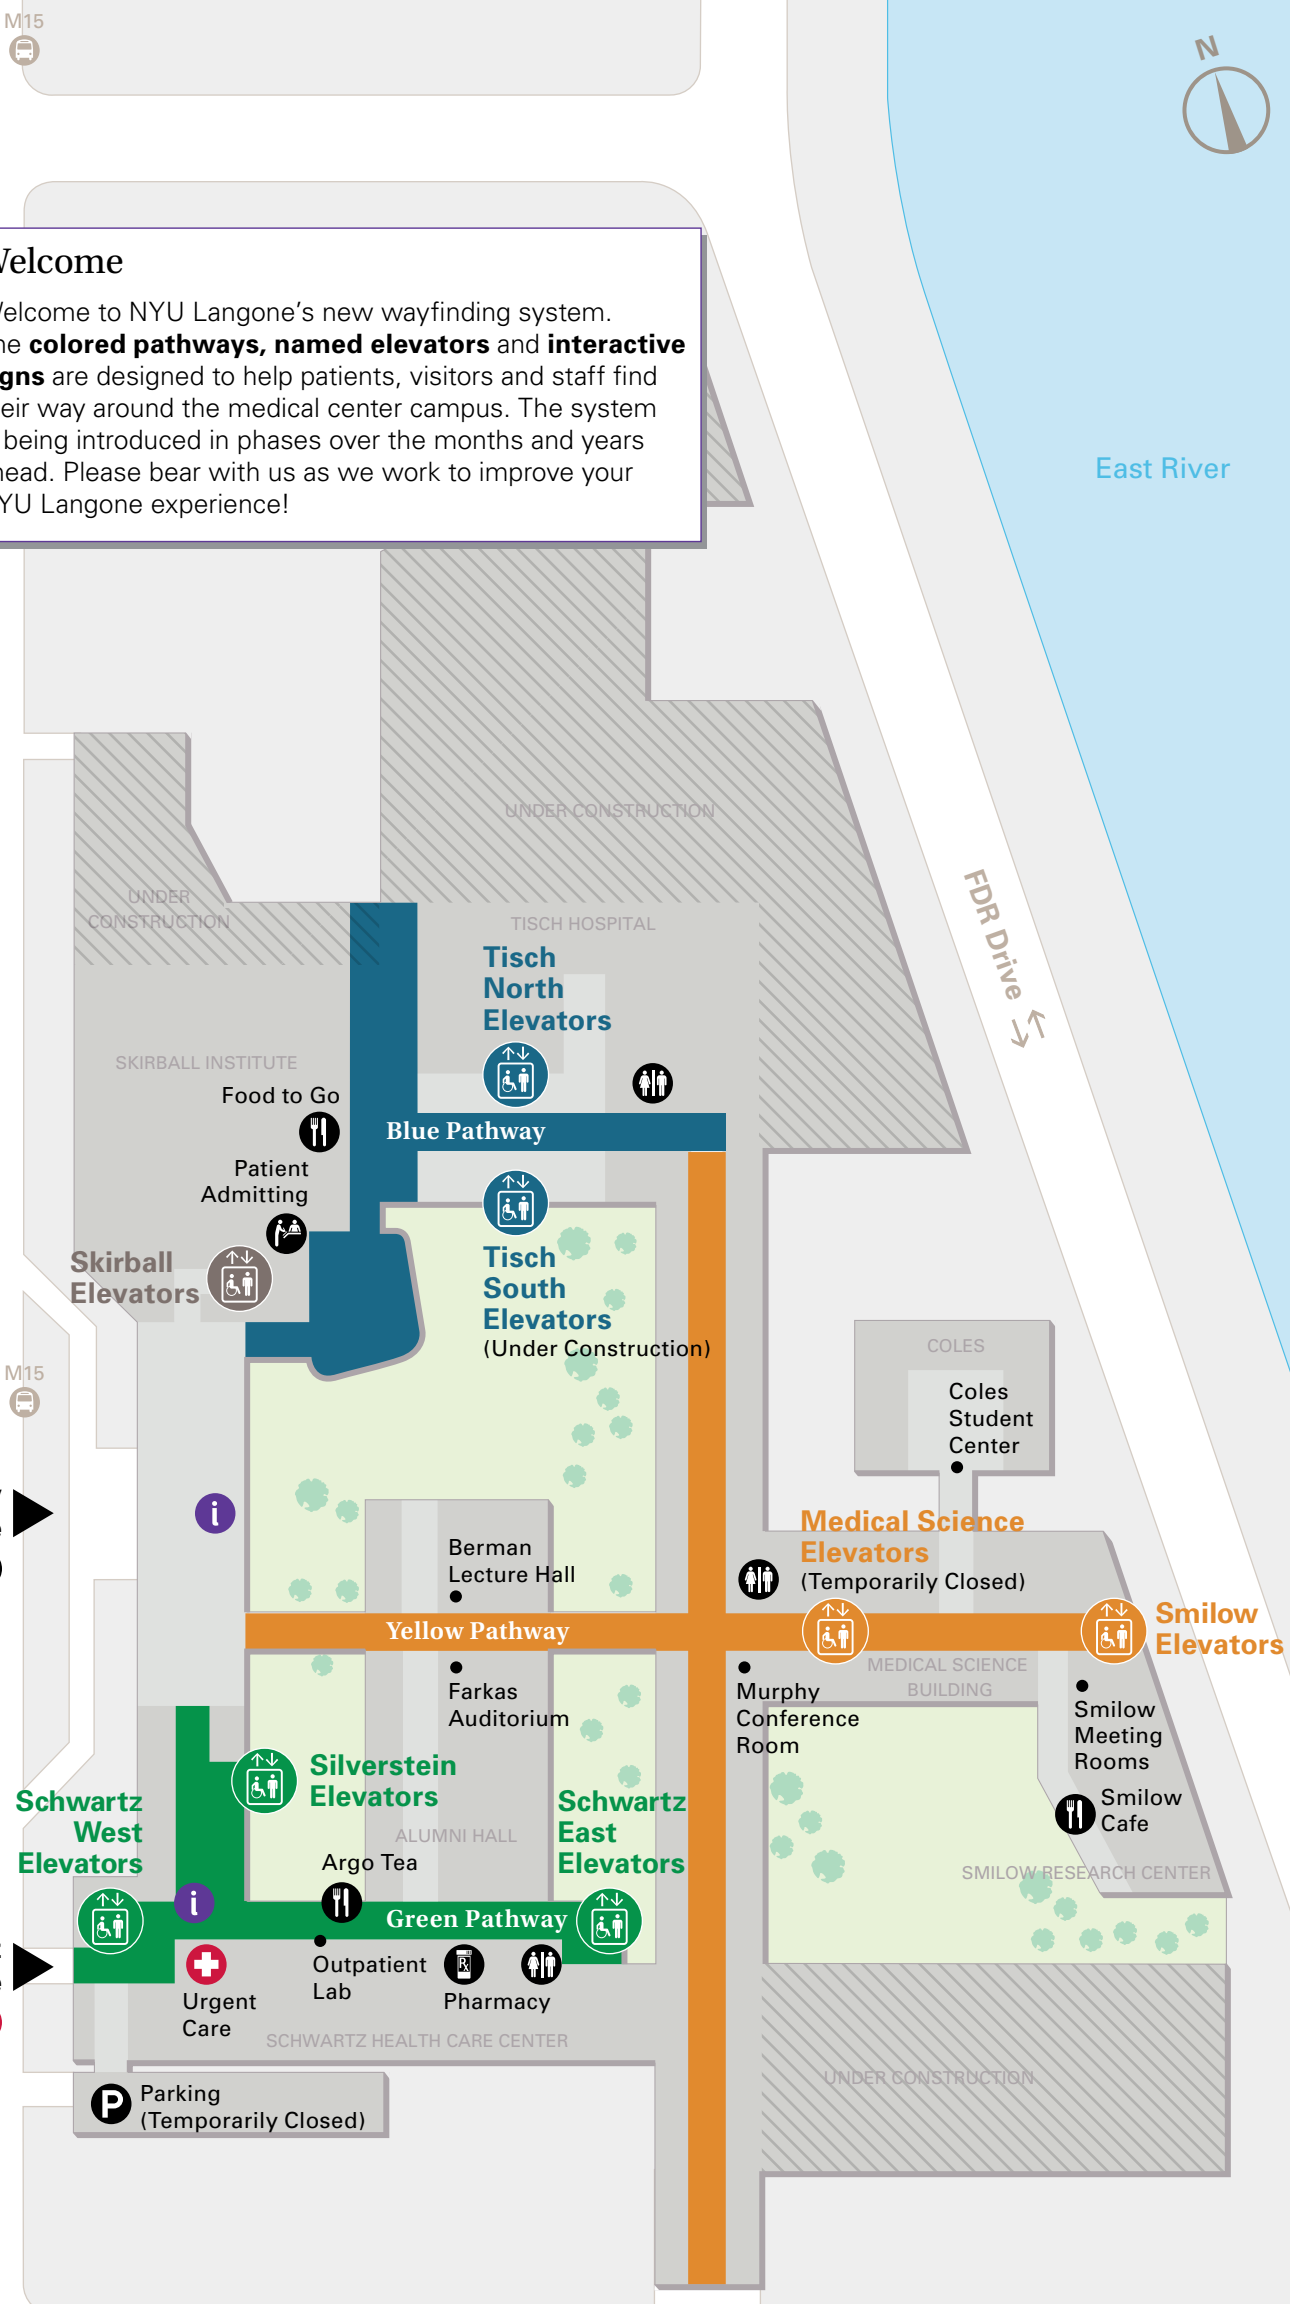 M15
N
Welcome
Welcome to NYU Langone's new wayfinding system.
colored pathways, named elevators and interactive
are designed to help patients, visitors and staff find
way around the medical center campus. The system
being introduced in phases over the months and years
Please bear with us as we work to improve your
NYU Langone experience!
East River
UNDER CONSTRUCTION
UNDER
CONSTRUCTION
TISCH HOSPITAL
FDR Drive
Tisch
North
Elevators
SKIRBALL INSTITUTE
Food to Go
Blue Pathway
Patient
Admitting
Skirball
Elevators
Tisch
South
Elevators
(Under Construction)
COLES
M15
Coles
Student
Center
i
Medical Science
Elevators
(Temporarily Closed)
Berman
Lecture Hall
Yellow Pathway
Smilow
Elevators
MEDICAL SCIENCE
BUILDING
Farkas
Auditorium
Murphy
Conference
Room
Smilow
Meeting
Rooms
Silverstein
Elevators
Schwartz
West
Elevators
Schwartz
East
Elevators
Smilow
Cafe
ALUMNI HALL
Argo Tea
SMILOW RESEARCH CENTER
i
Green Pathway
Outpatient
Lab
Rx
Pharmacy
Urgent
Care
SCHWARTZ HEALTH CARE CENTER
UNDER CONSTRUCTION
P
Parking
(Temporarily Closed)